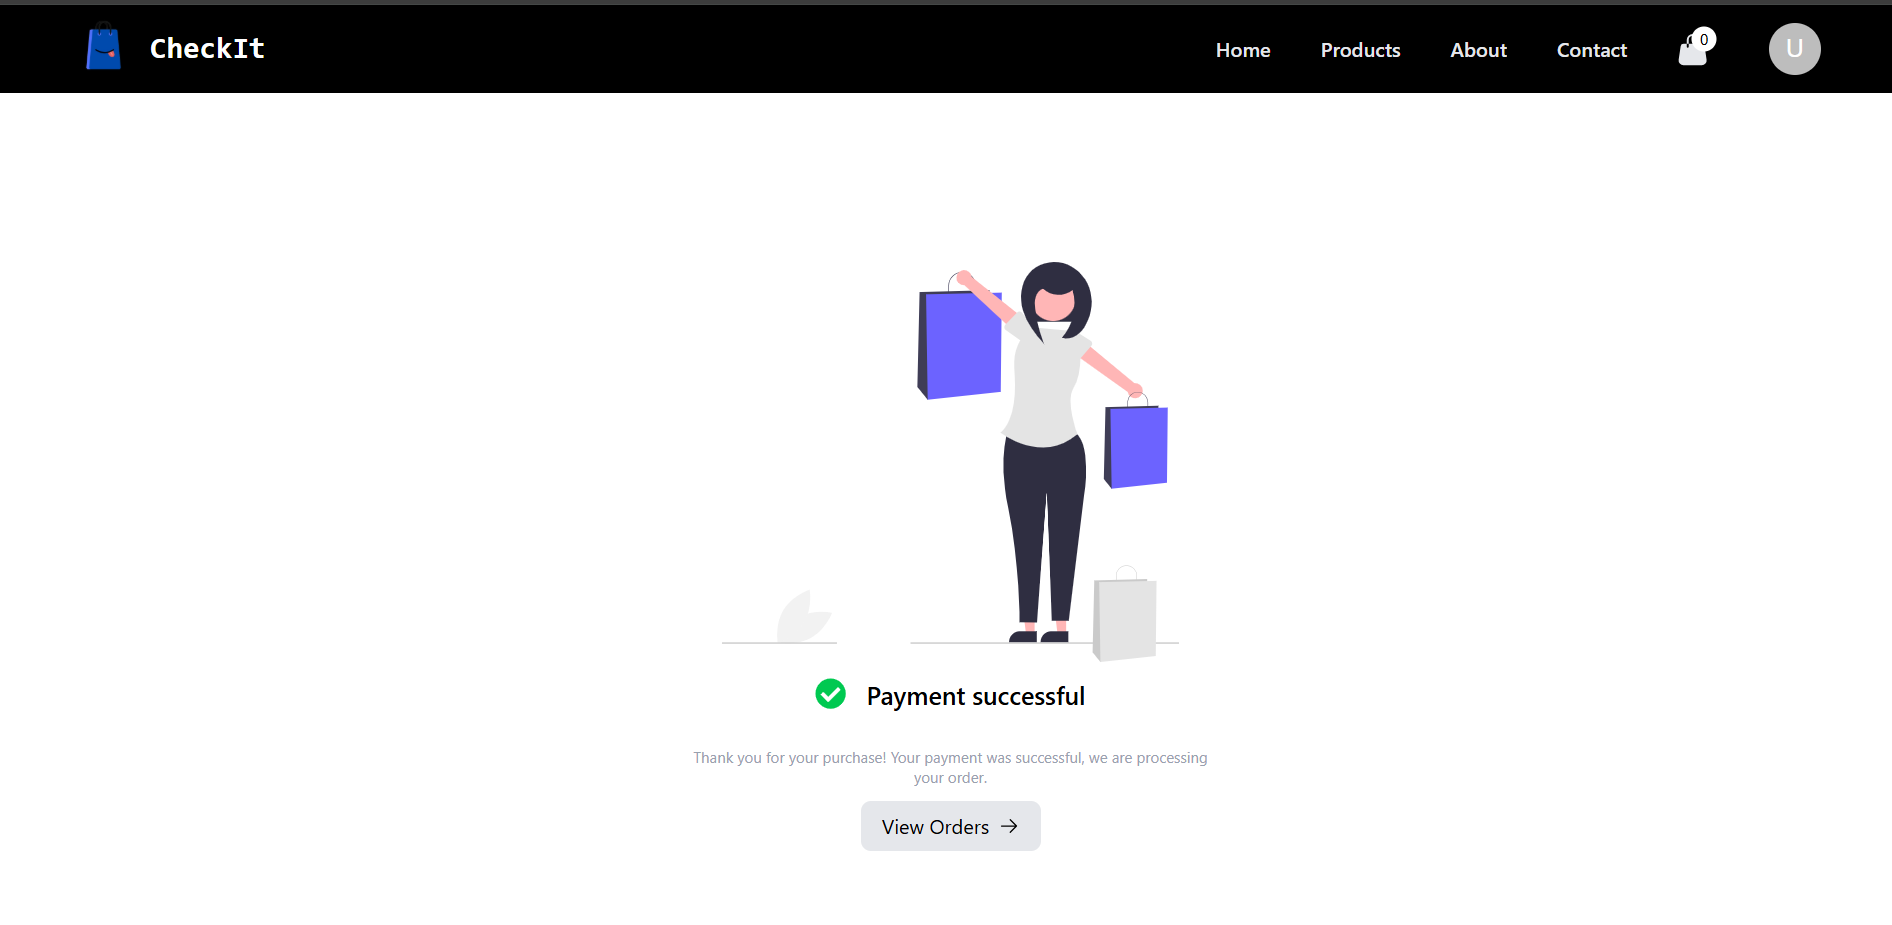 CheckIt
Home Products About Contact 0 U
Payment successful
Thank you for your purchase! Your payment was successful, we are processing
your order.
View Orders →